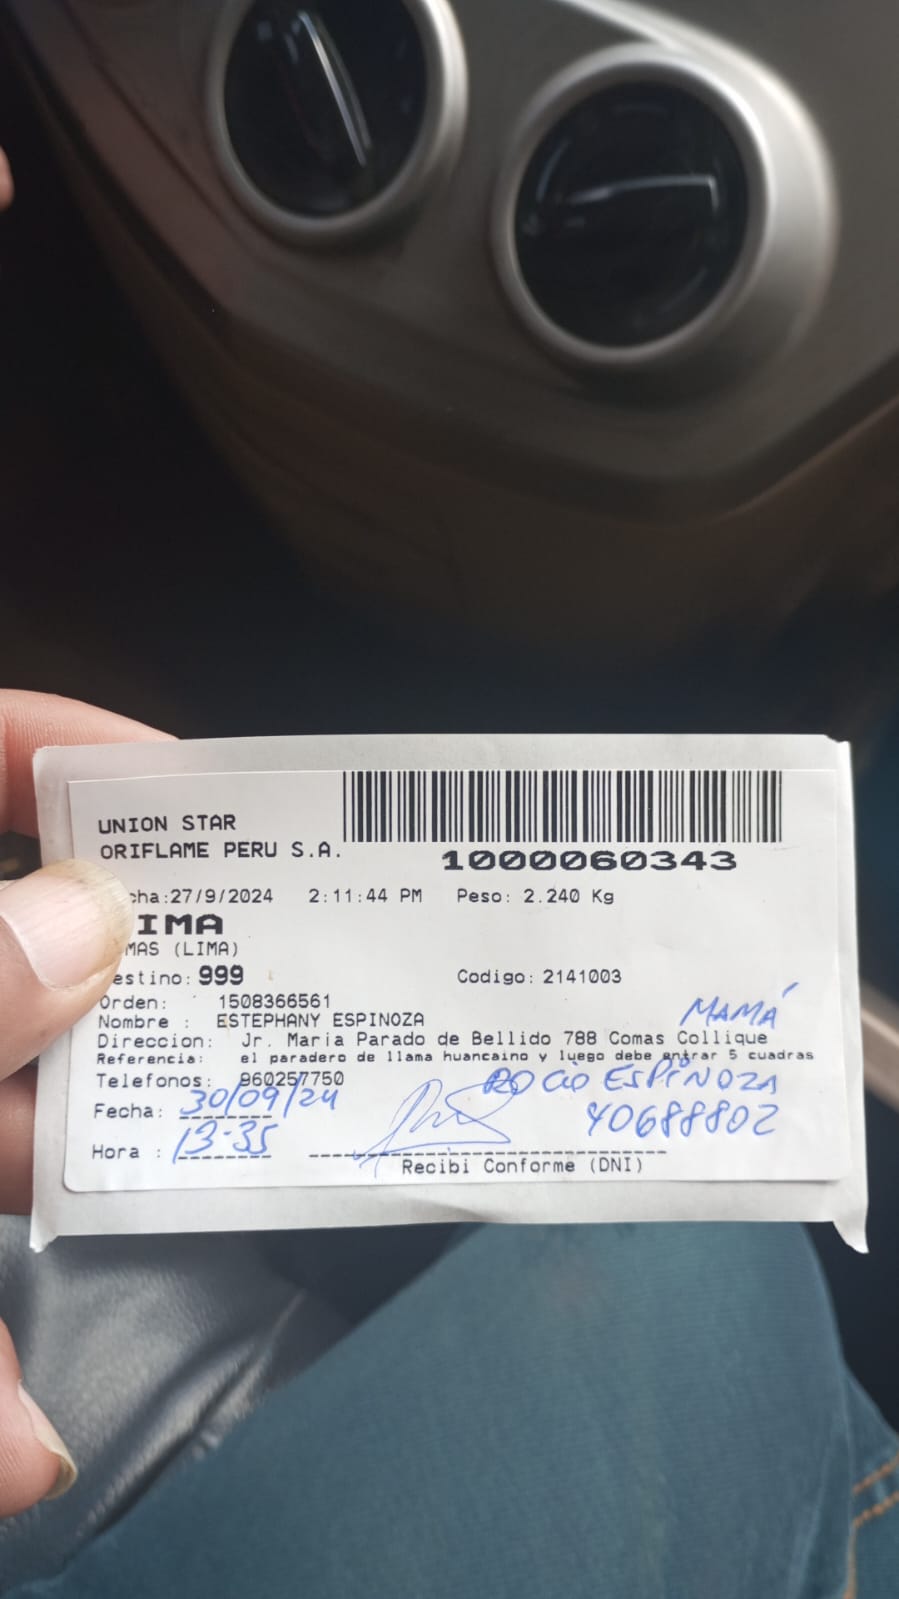 UNION STAR
ORIFLAME PERU S.A.
1000060343
cha:27/9/2024 2:11:44 PM Peso: 2.240 Kg
IMA
MAS (LIMA)
estino: 999 Codigo: 2141003
Orden: 1508366561
MAMÁ
Nombre : ESTEPHANY ESPINOZA
Direccion: Jr. Maria Parado de Bellido 788 Comas Collique
Referencia: el paradero de llama huancaino y luego debe entrar 5 cuadras
Telefonos: 960257750
ROCIO ESPINOZA
Fecha: 30/09/24
40688802
Hora : 13-35
Recibi Conforme (DNI)